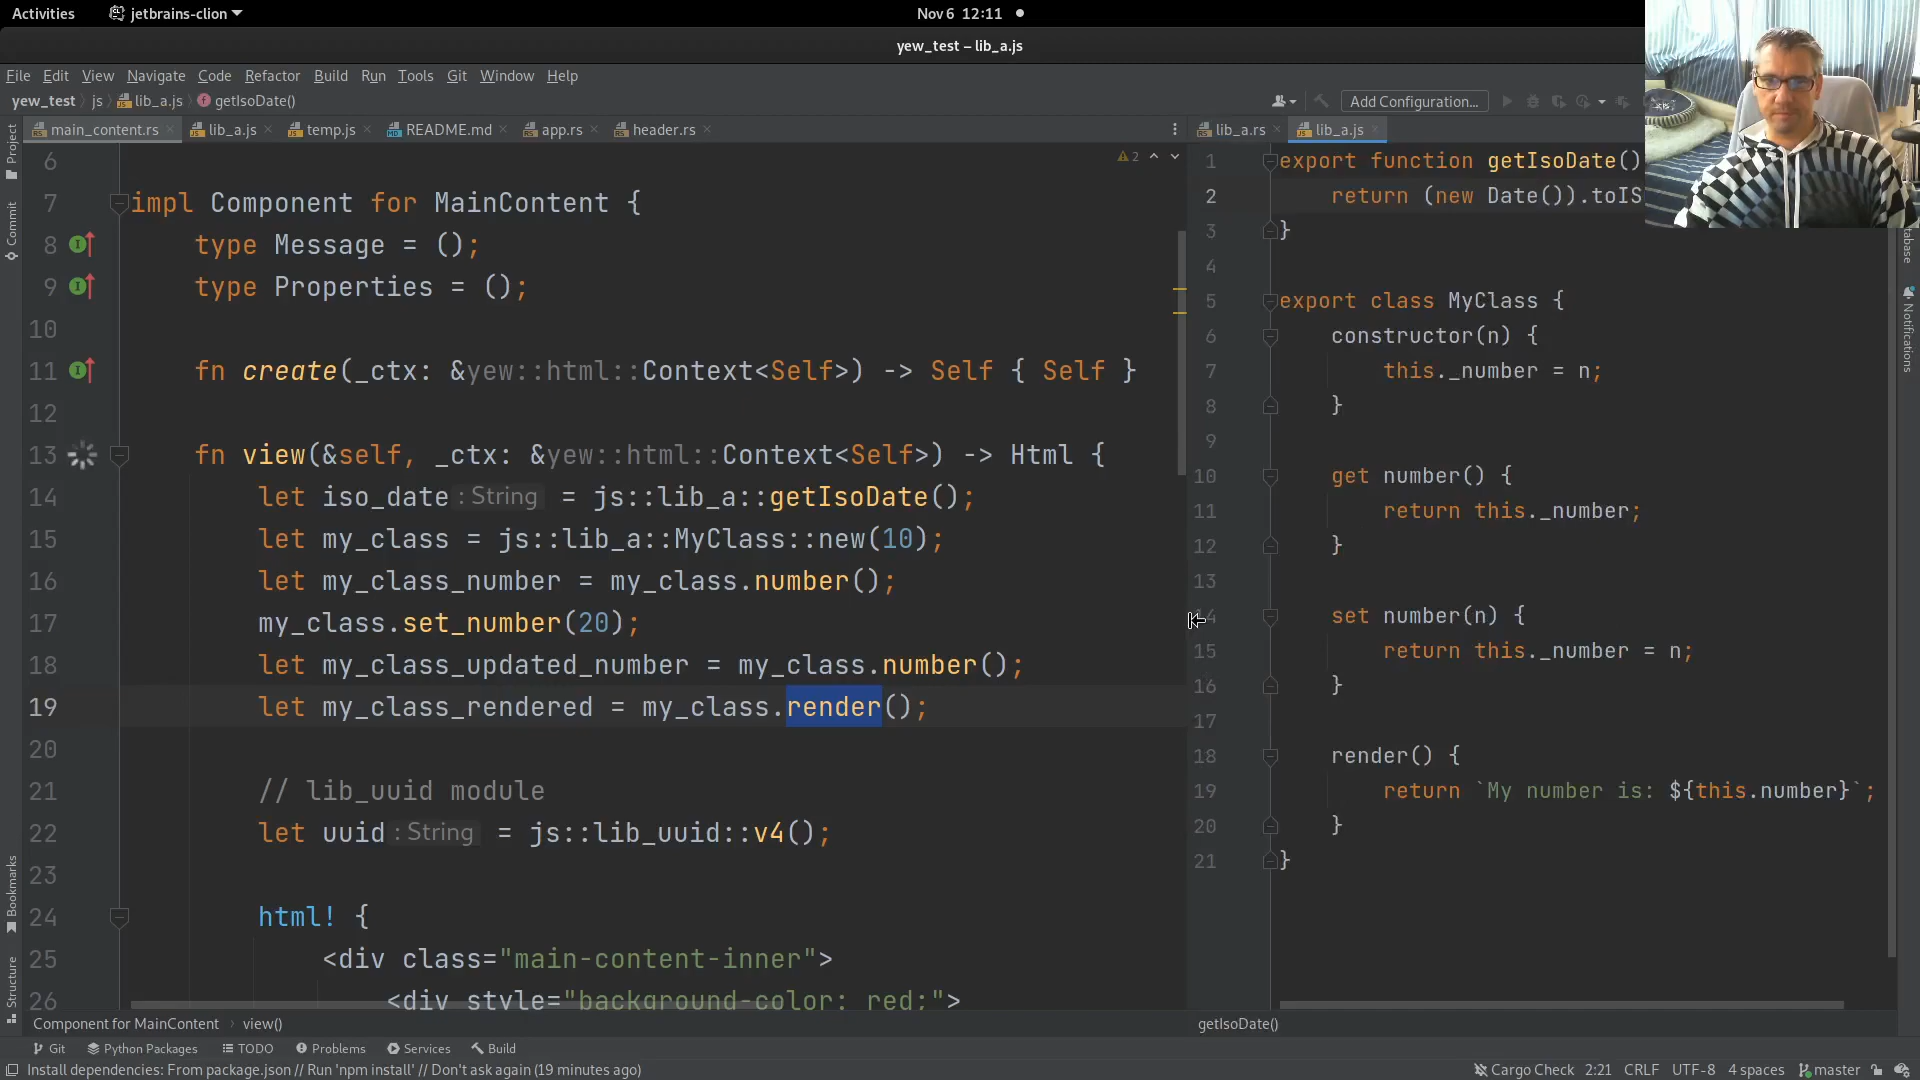 Activities
jetbrains-clion
Nov 6 12:11
yew_test – lib_a.js
File Edit View Navigate Code Refactor Build Run Tools Git Window Help
yew_test js lib_a.js getIsoDate()
Add Configuration...
main_content.rs lib_a.js temp.js README.md app.rs header.rs
lib_a.rs lib_a.js
Project
Commit
Bookmarks
Structure
2
6
7 impl Component for MainContent {
8 type Message = ();
9 type Properties = ();
10
11 fn create(_ctx: &yew::html::Context<Self>) -> Self { Self }
12
13 fn view(&self, _ctx: &yew::html::Context<Self>) -> Html {
14 let iso_date : String = js::lib_a::getIsoDate();
15 let my_class = js::lib_a::MyClass::new(10);
16 let my_class_number = my_class.number();
17 my_class.set_number(20);
18 let my_class_updated_number = my_class.number();
19 let my_class_rendered = my_class.render();
20
21 // lib_uuid module
22 let uuid : String = js::lib_uuid::v4();
23
24 html! {
25 <div class="main-content-inner">
26 <div style="background-color: red;">
Component for MainContent view()
1 export function getIsoDate()
2 return (new Date()).toIS
3 }
4
5 export class MyClass {
6 constructor(n) {
7 this._number = n;
8 }
9
10 get number() {
11 return this._number;
12 }
13
14 set number(n) {
15 return this._number = n;
16 }
17
18 render() {
19 return `My number is: ${this.number}`;
20 }
21 }
getIsoDate()
Notifications
Git Python Packages TODO Problems Services Build
Install dependencies: From package.json // Run 'npm install' // Don't ask again (19 minutes ago)
Cargo Check 2:21 CRLF UTF-8 4 spaces master